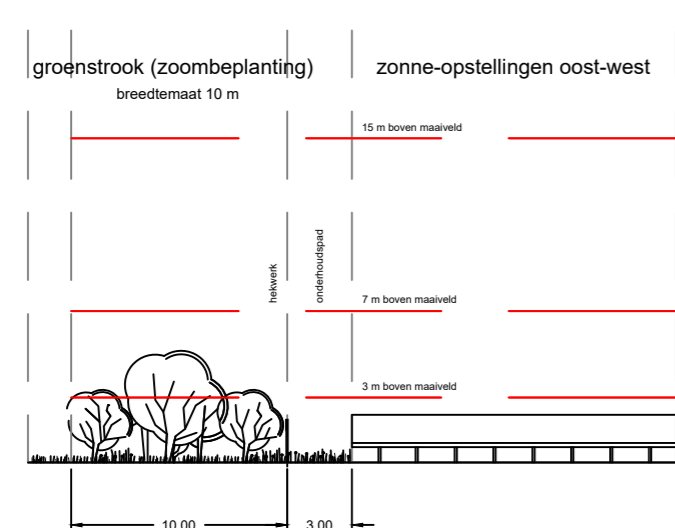 groenstrook (zoombeplanting)
zonne-opstellingen oost-west
breedtemaat 10 m
15 m boven maaiveld
hekwerk
onderhoudspad
7 m boven maaiveld
3 m boven maaiveld
10.00
3.00